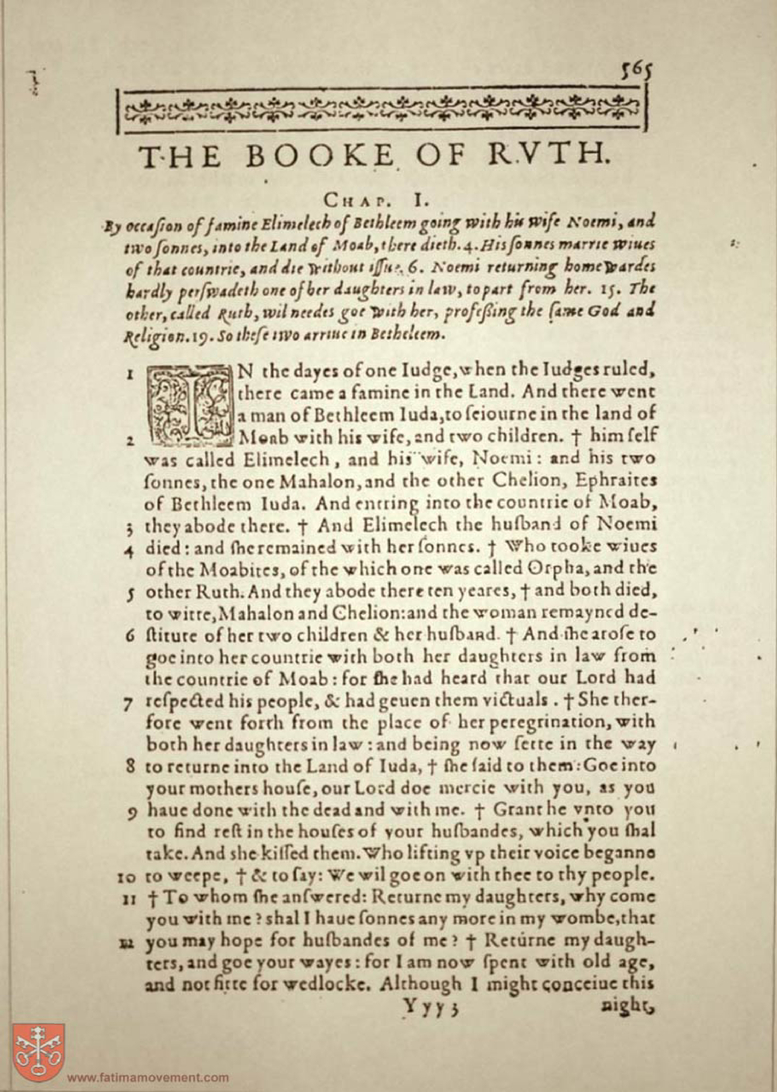 565
THE BOOKE OF RVTH.
CHAP. I.
By occaſion of famine Elimelech of Bethleem going with his wife Noemi, and
two ſonnes, into the Land of Moab, there dieth. 4. His ſonnes marrie wiues
of that countrie, and die without iſſue. 6. Noemi returning homewardes
hardly perſwadeth one of her daughters in law, to part from her. 15. The
other, called Ruth, wil needes goe with her, profeſsing the ſame God and
Religion. 19. So theſe two arriue in Betheleem.
1 IN the dayes of one Iudge, when the Iudges ruled,
there came a famine in the Land. And there went
a man of Bethleem Iuda, to ſeiourne in the land of
2 Moab with his wife, and two children. † him ſelf
was called Elimelech, and his wife, Noemi: and his two
ſonnes, the one Mahalon, and the other Chelion, Ephraites
of Bethleem Iuda. And entring into the countrie of Moab,
3 they abode there. † And Elimelech the huſband of Noemi
4 died: and ſhe remained with her ſonnes. † Who tooke wiues
of the Moabites, of the which one was called Orpha, and the
5 other Ruth. And they abode there ten yeares, † and both died,
to witte, Mahalon and Chelion: and the woman remayned de-
6 ſtitute of her two children & her huſband. † And ſhe aroſe to
goe into her countrie with both her daughters in law from
the countrie of Moab: for ſhe had heard that our Lord had
7 reſpected his people, & had geuen them victuals. † She ther-
fore went forth from the place of her peregrination, with
both her daughters in law: and being now ſette in the way
8 to returne into the Land of Iuda, † ſhe ſaid to them: Goe into
your mothers houſe, our Lord doe mercie with you, as you
9 haue done with the dead and with me. † Grant he vnto you
to find reſt in the houſes of your huſbandes, which you ſhal
take. And she kiſſed them. Who lifting vp their voice beganne
10 to weepe, † & to ſay: We wil goe on with thee to thy people.
11 † To whom ſhe anſwered: Returne my daughters, why come
you with me? shal I haue ſonnes any more in my wombe, that
12 you may hope for huſbandes of me? † Returne my daugh-
ters, and goe your wayes: for I am now ſpent with old age,
and not fitte for wedlocke. Although I might conceiue this
Yyy3 night,
www.fatimamovement.com